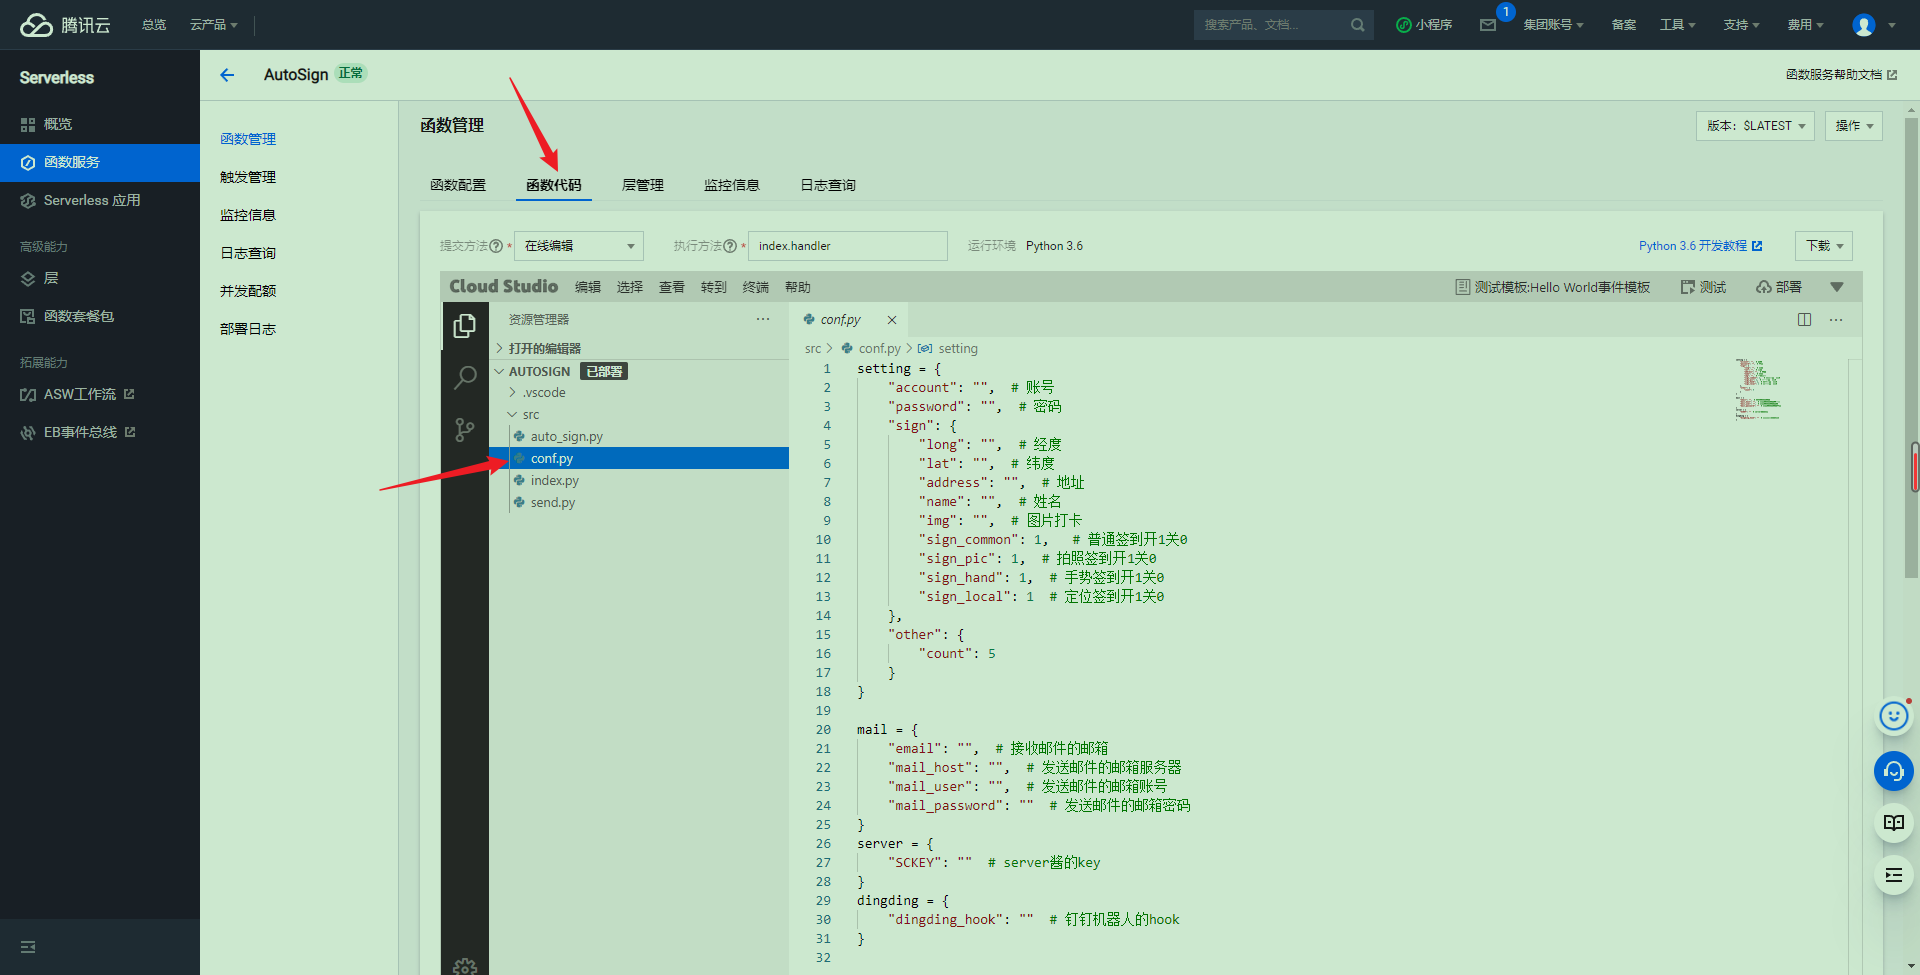 腾讯云 总览 云产品 搜索产品、文档... 小程序 1 集团账号 备案 工具 支持 费用
Serverless
概览
函数服务
Serverless 应用
高级能力
层
函数套餐包
拓展能力
ASW工作流
EB事件总线
AutoSign 正常 函数服务帮助文档
函数管理
触发管理
监控信息
日志查询
并发配额
部署日志
函数管理 版本: $LATEST 操作
函数配置 函数代码 层管理 监控信息 日志查询
提交方法 * 在线编辑 执行方法 * index.handler 运行环境 Python 3.6 Python 3.6 开发教程 下载
Cloud Studio 编辑 选择 查看 转到 终端 帮助 测试模板:Hello World事件模板 测试 部署
资源管理器 ···
打开的编辑器
AUTOSIGN 已部署
.vscode
src
auto_sign.py
conf.py
index.py
send.py
conf.py ···
src > conf.py > setting
1 setting = {
2 "account": "", # 账号
3 "password": "", # 密码
4 "sign": {
5 "long": "", # 经度
6 "lat": "", # 纬度
7 "address": "", # 地址
8 "name": "", # 姓名
9 "img": "", # 图片打卡
10 "sign_common": 1, # 普通签到开1关0
11 "sign_pic": 1, # 拍照签到开1关0
12 "sign_hand": 1, # 手势签到开1关0
13 "sign_local": 1 # 定位签到开1关0
14 },
15 "other": {
16 "count": 5
17 }
18 }
19
20 mail = {
21 "email": "", # 接收邮件的邮箱
22 "mail_host": "", # 发送邮件的邮箱服务器
23 "mail_user": "", # 发送邮件的邮箱账号
24 "mail_password": "" # 发送邮件的邮箱密码
25 }
26 server = {
27 "SCKEY": "" # server酱的key
28 }
29 dingding = {
30 "dingding_hook": "" # 钉钉机器人的hook
31 }
32